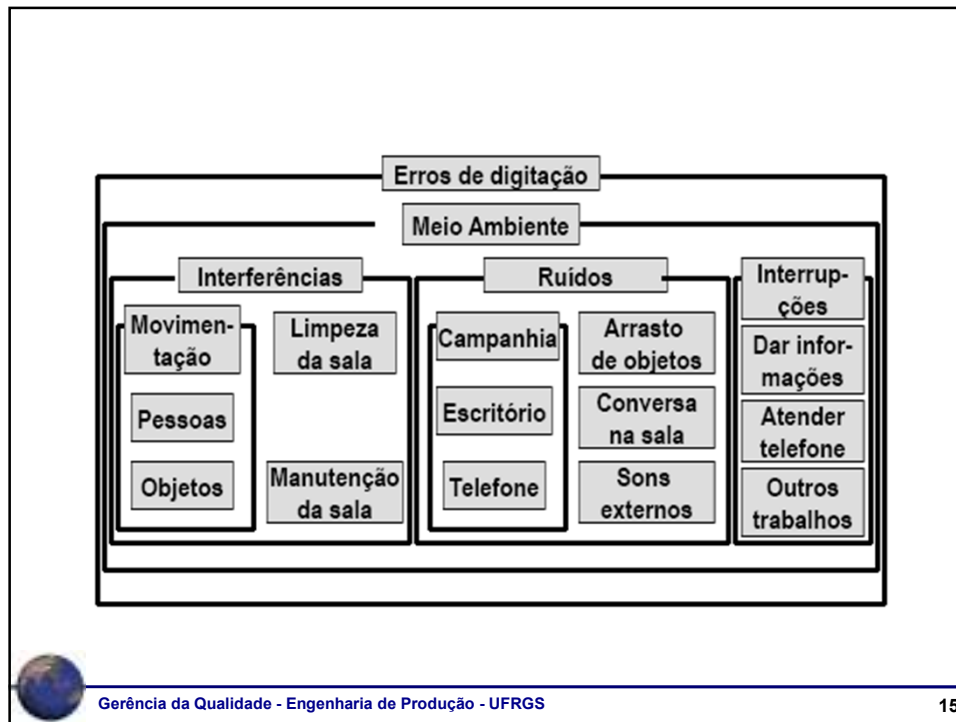 Erros de digitação
Meio Ambiente
Interferências
Movimen-
tação
Pessoas
Objetos
Limpeza
da sala
Manutenção
da sala
Ruídos
Campanhia
Escritório
Telefone
Arrasto
de objetos
Conversa
na sala
Sons
externos
Interrup-
ções
Dar infor-
mações
Atender
telefone
Outros
trabalhos
Gerência da Qualidade - Engenharia de Produção - UFRGS
15